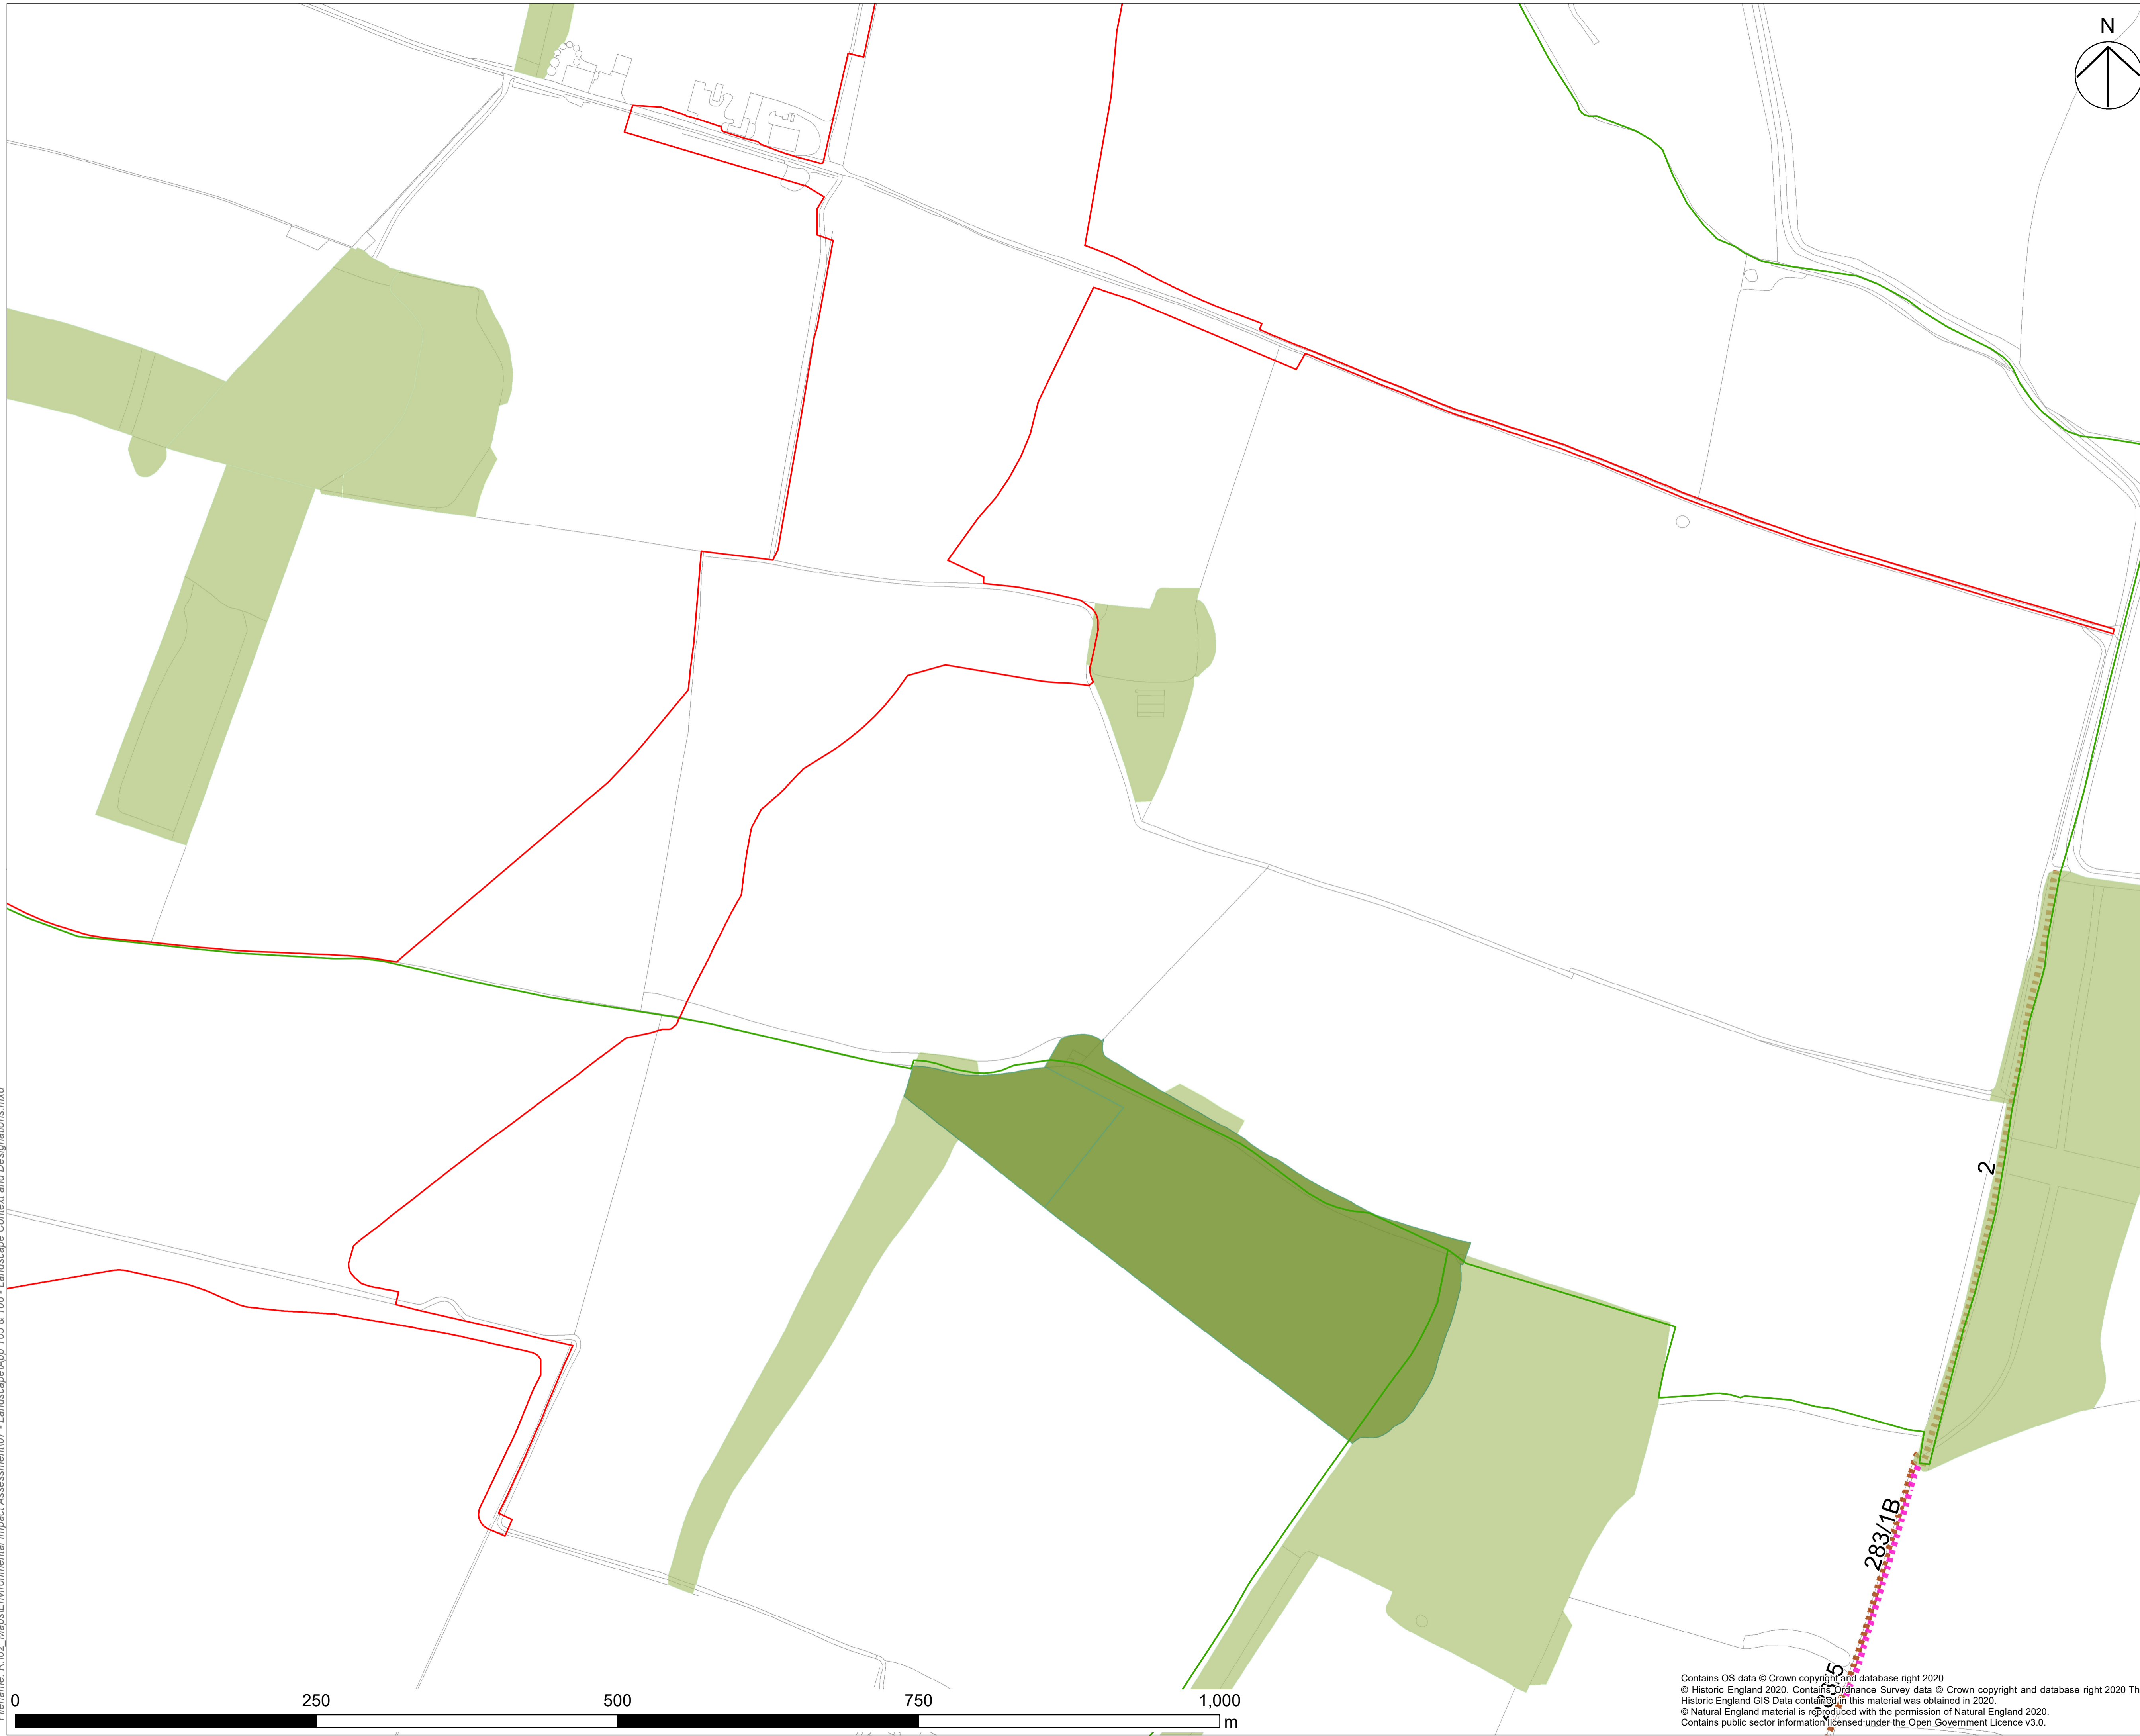 N
2
283/1B
0 250 500 750 1,000
m
Contains OS data © Crown copyright and database right 2020
© Historic England 2020. Contains Ordnance Survey data © Crown copyright and database right 2020 Th
Historic England GIS Data contained in this material was obtained in 2020.
© Natural England material is reproduced with the permission of Natural England 2020.
Contains public sector information licensed under the Open Government Licence v3.0.